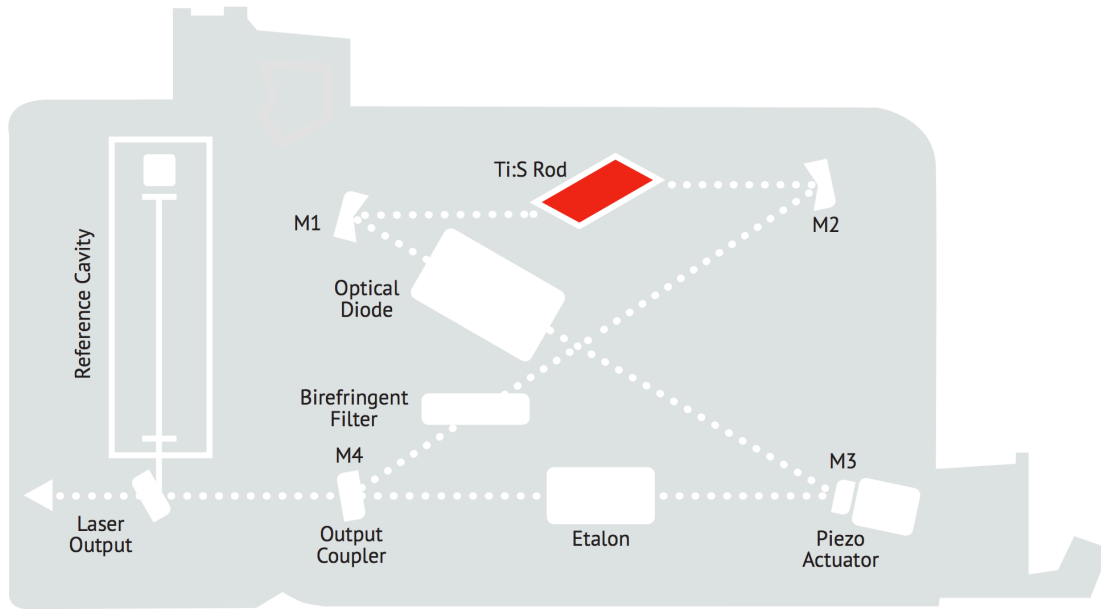 Ti:S Rod
M1
M2
Reference Cavity
Optical
Diode
Birefringent
Filter
M4
M3
Laser
Output
Output
Coupler
Etalon
Piezo
Actuator